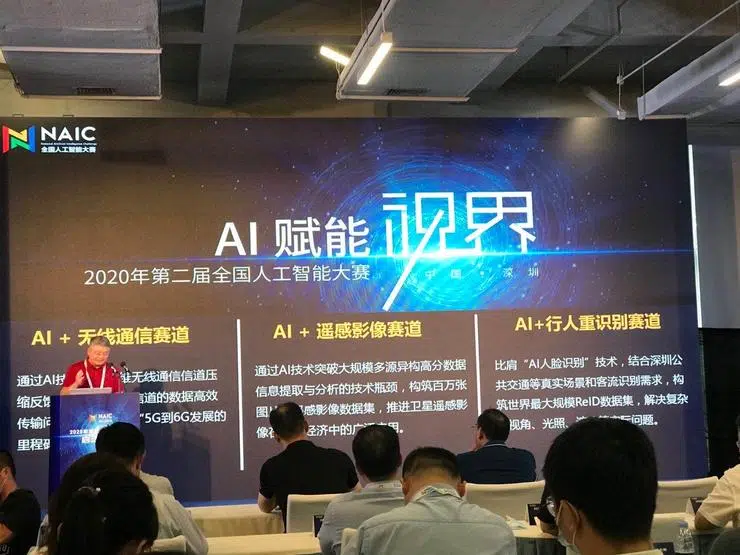 NAIC
National Artificial Intelligence Challenge
全国人工智能大赛
AI 赋能 视界
2020年第二届全国人工智能大赛
中国·深圳
AI + 无线通信赛道
通过AI技 维无线通信信道压
缩反馈 道的数据高效
传输问 “5G到6G发展的
里程碑
AI + 遥感影像赛道
通过AI技术突破大规模多源异构高分数据
信息提取与分析的技术瓶颈，构筑百万张
图 感影像数据集，推进卫星遥感影
像在 经济中的广泛应用。
AI+行人重识别赛道
比肩“AI人脸识别”技术，结合深圳公
共交通等真实场景和客流识别需求，构
筑世界最大规模ReID数据集，解决复杂
视角、光照、 问题。
NAIC
2020年